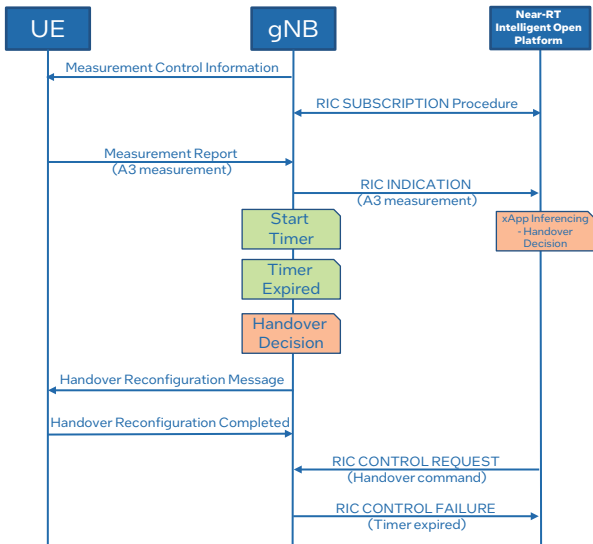 UE
gNB
Near-RT
Intelligent Open
Platform
Measurement Control Information
RIC SUBSCRIPTION Procedure
Measurement Report
(A3 measurement)
RIC INDICATION
(A3 measurement)
Start
Timer
xApp Inferencing
- Handover
Decision
Timer
Expired
Handover
Decision
Handover Reconfiguration Message
Handover Reconfiguration Completed
RIC CONTROL REQUEST
(Handover command)
RIC CONTROL FAILURE
(Timer expired)